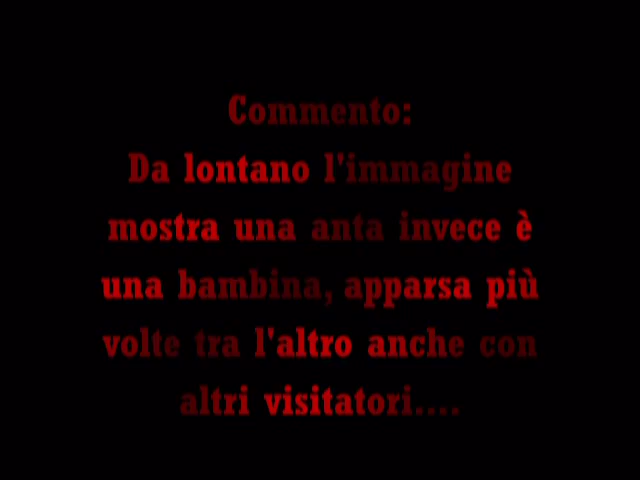 Commento:
Da lontano l'immagine
mostra una anta invece è
una bambina, apparsa più
volte tra l'altro anche con
altri visitatori....